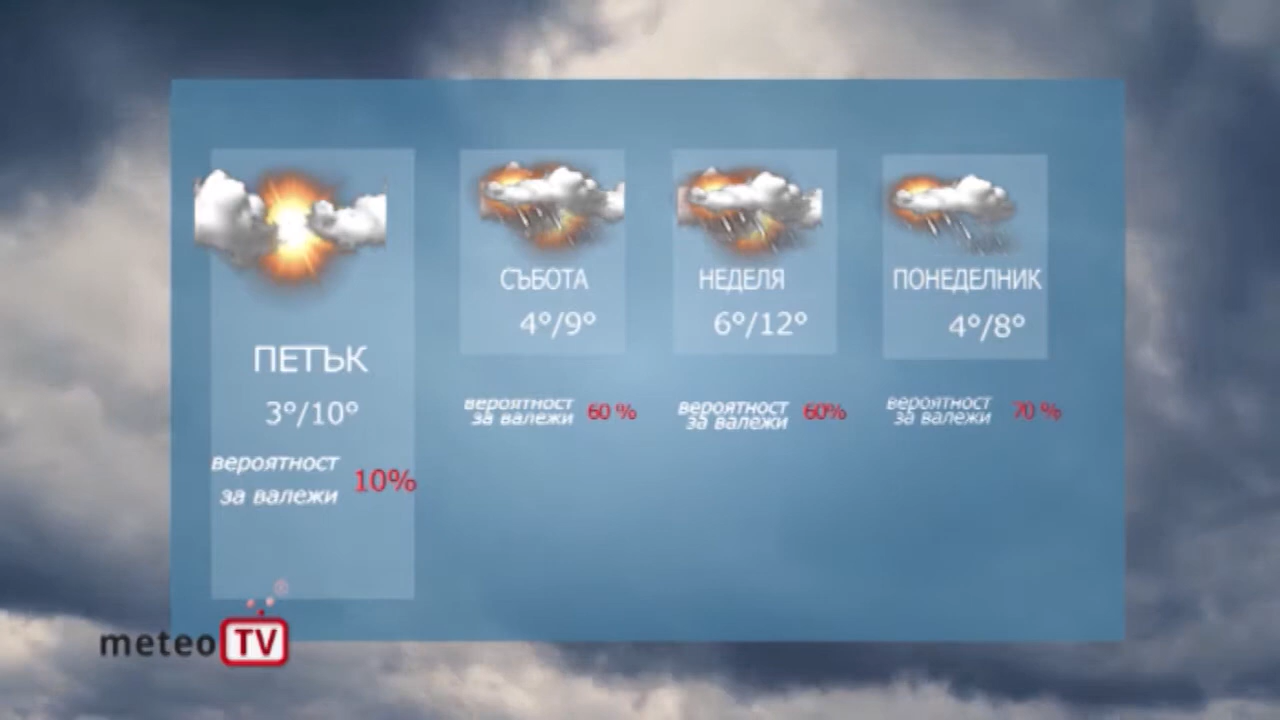 ПЕТЪК
3°/10°
вероятност
за валежи
10%
СЪБОТА
4°/9°
вероятност
за валежи
60 %
НЕДЕЛЯ
6°/12°
вероятност
за валежи
60%
ПОНЕДЕЛНИК
4°/8°
вероятност
за валежи
70 %
meteo TV